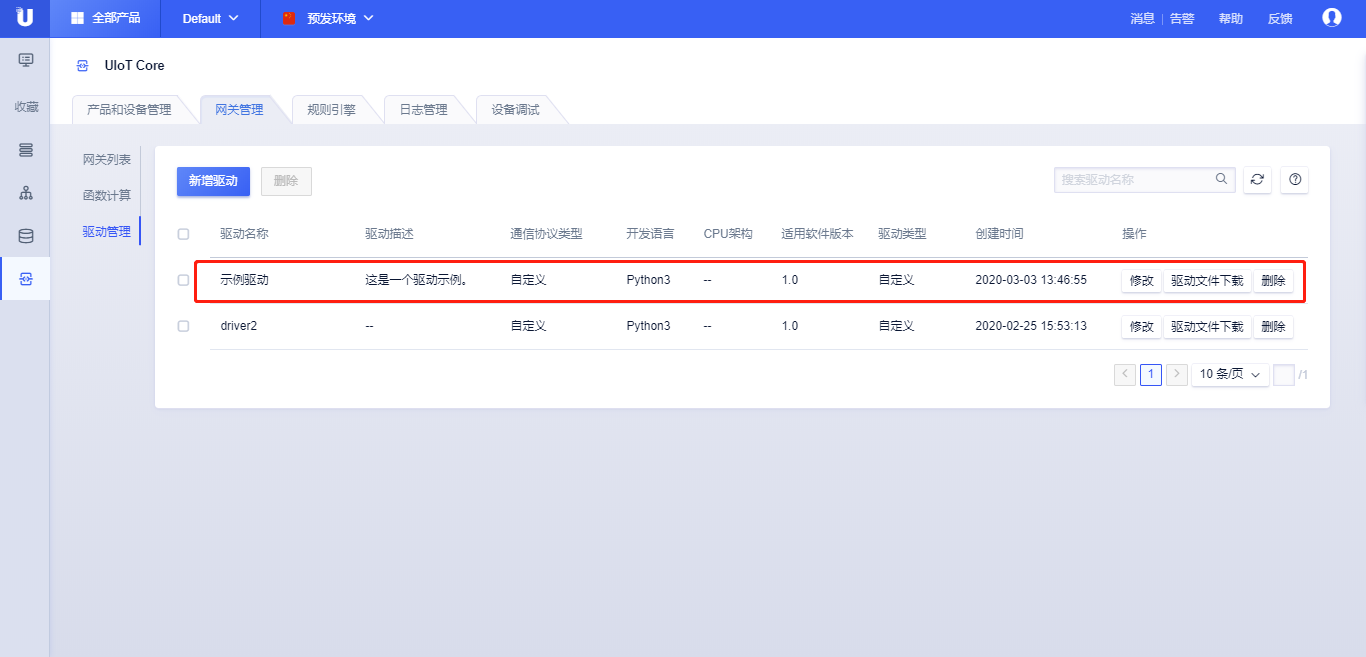 全部产品 Default 预发环境 消息 告警 帮助 反馈
UIoT Core
收藏
产品和设备管理 网关管理 规则引擎 日志管理 设备调试
网关列表
函数计算
驱动管理
新增驱动 删除 搜索驱动名称
驱动名称 驱动描述 通信协议类型 开发语言 CPU架构 适用软件版本 驱动类型 创建时间 操作
示例驱动 这是一个驱动示例。 自定义 Python3 -- 1.0 自定义 2020-03-03 13:46:55 修改 驱动文件下载 删除
driver2 -- 自定义 Python3 -- 1.0 自定义 2020-02-25 15:53:13 修改 驱动文件下载 删除
1 10 条/页 /1